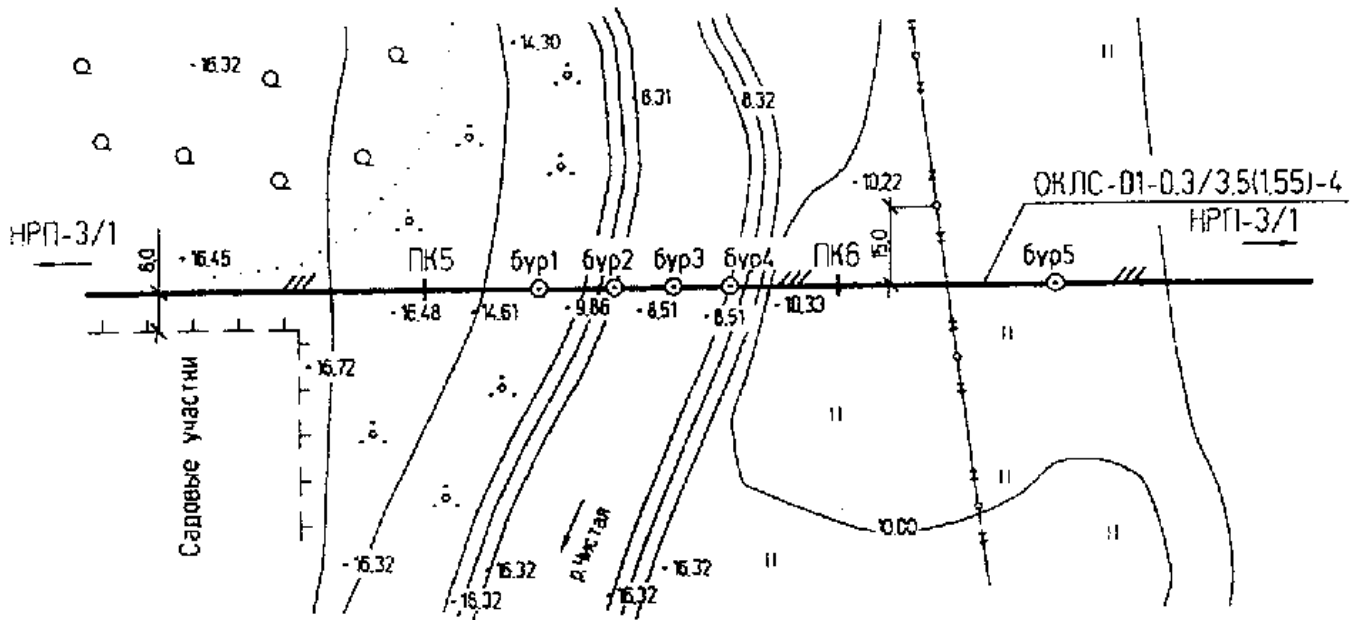 14.30
16.32
8.31
8.32
10.22
ОКЛС-01-0.3/3.5(1.55)-4
НРП-3/1
НРП-3/1
6,0
16.45
ПК5
бур1
бур2
бур3
бур4
ПК6
15,0
бур5
16.48
14.61
9.86
8,51
8.51
10.33
16.72
Садовые участки
10.00
р.Чистая
16.32
16.32
16.32
16.32
16.32